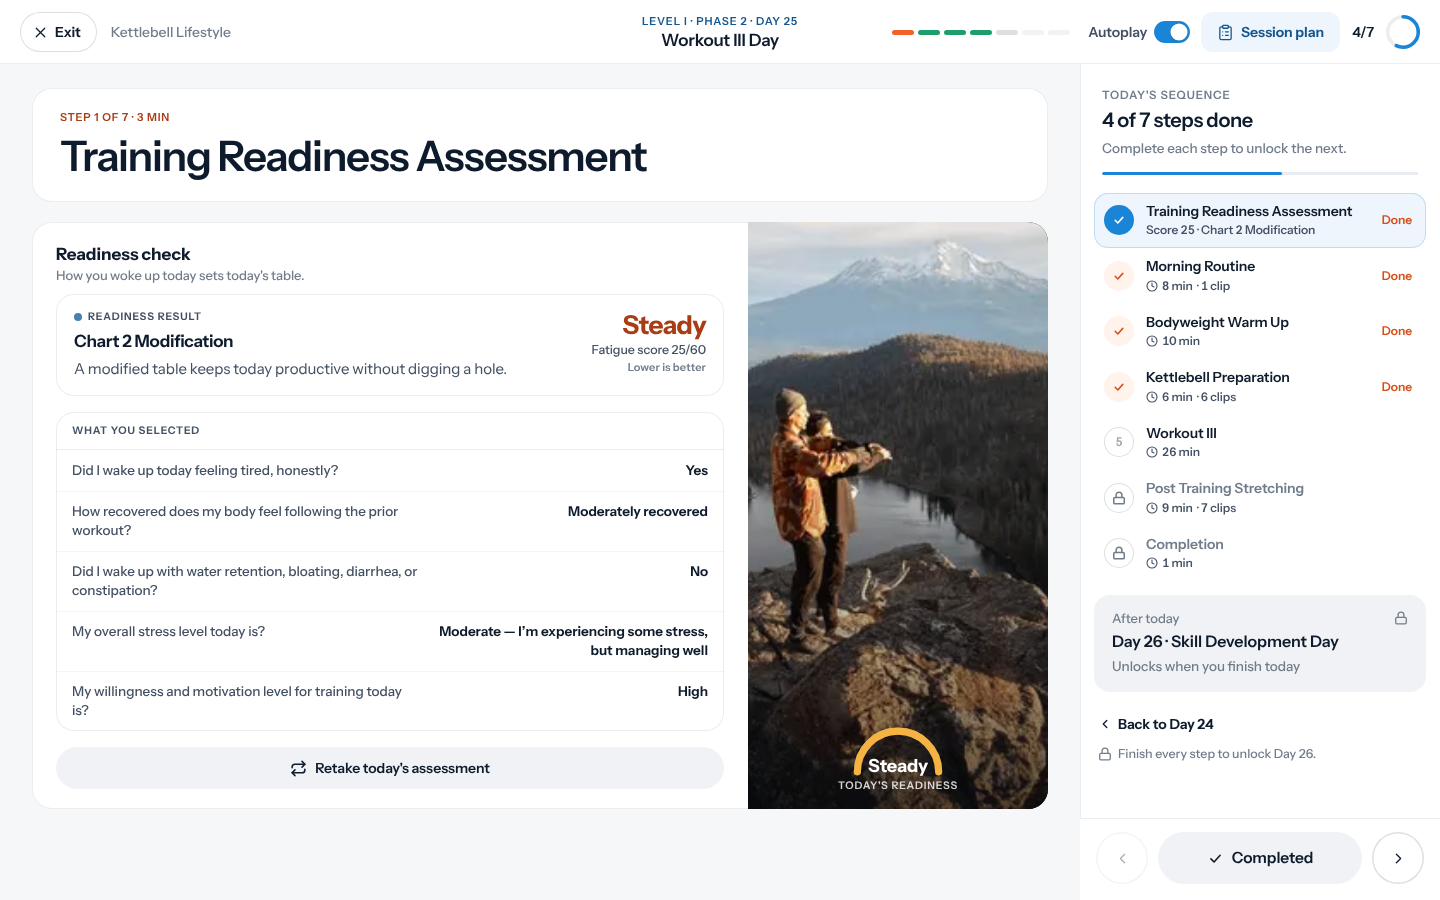 Exit
Kettlebell Lifestyle
LEVEL I · PHASE 2 · DAY 25
Workout III Day
Autoplay
Session plan
4/7
STEP 1 OF 7 · 3 MIN
Training Readiness Assessment
Readiness check
How you woke up today sets today's table.
READINESS RESULT
Chart 2 Modification
A modified table keeps today productive without digging a hole.
Steady
Fatigue score 25/60
Lower is better
WHAT YOU SELECTED
Did I wake up today feeling tired, honestly?
Yes
How recovered does my body feel following the prior
workout?
Moderately recovered
Did I wake up with water retention, bloating, diarrhea, or
constipation?
No
My overall stress level today is?
Moderate — I'm experiencing some stress,
but managing well
My willingness and motivation level for training today
is?
High
Retake today's assessment
Steady
TODAY'S READINESS
TODAY'S SEQUENCE
4 of 7 steps done
Complete each step to unlock the next.
Training Readiness Assessment
Score 25 · Chart 2 Modification
Done
Morning Routine
8 min · 1 clip
Done
Bodyweight Warm Up
10 min
Done
Kettlebell Preparation
6 min · 6 clips
Done
5
Workout III
26 min
Post Training Stretching
9 min · 7 clips
Completion
1 min
After today
Day 26 · Skill Development Day
Unlocks when you finish today
Back to Day 24
Finish every step to unlock Day 26.
Completed